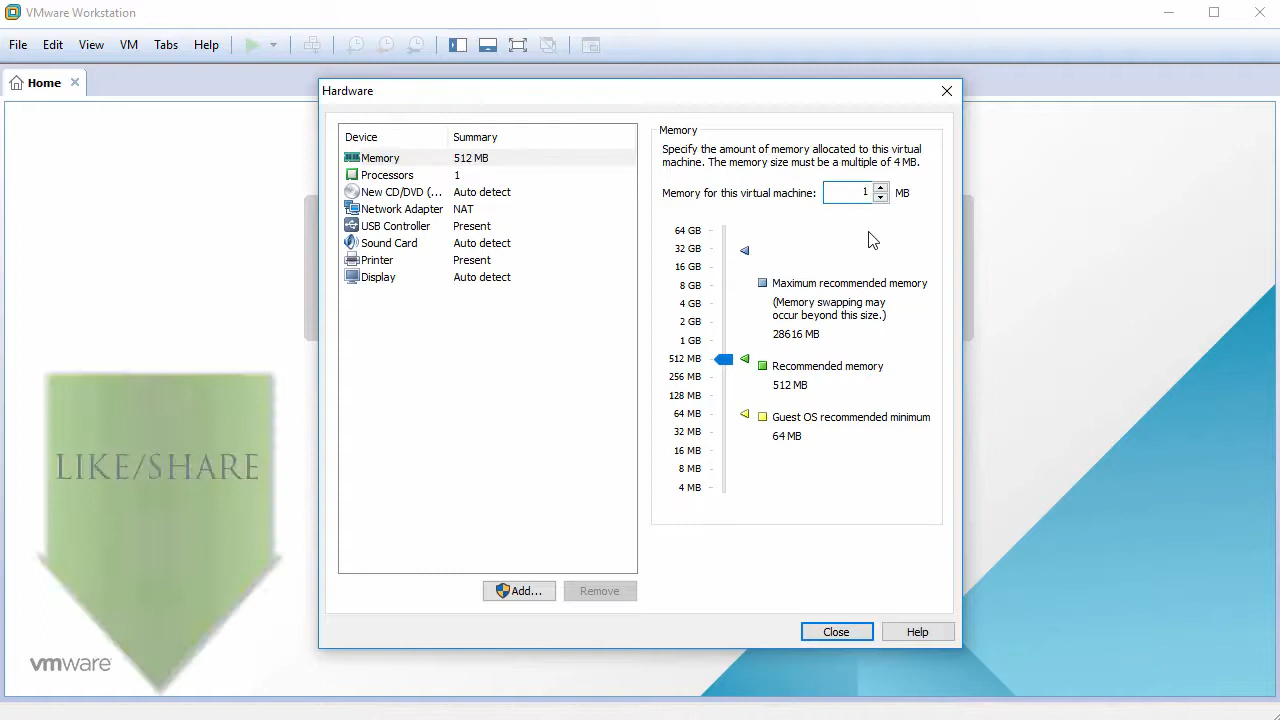 VMware Workstation
File Edit View VM Tabs Help
Home
Hardware
Device Summary
Memory 512 MB
Processors 1
New CD/DVD (... Auto detect
Network Adapter NAT
USB Controller Present
Sound Card Auto detect
Printer Present
Display Auto detect
Add... Remove
Memory
Specify the amount of memory allocated to this virtual
machine. The memory size must be a multiple of 4 MB.
Memory for this virtual machine: 1 MB
64 GB
32 GB
16 GB
8 GB
4 GB
2 GB
1 GB
512 MB
256 MB
128 MB
64 MB
32 MB
16 MB
8 MB
4 MB
Maximum recommended memory
(Memory swapping may
occur beyond this size.)
28616 MB
Recommended memory
512 MB
Guest OS recommended minimum
64 MB
Close Help
LIKE/SHARE
vmware